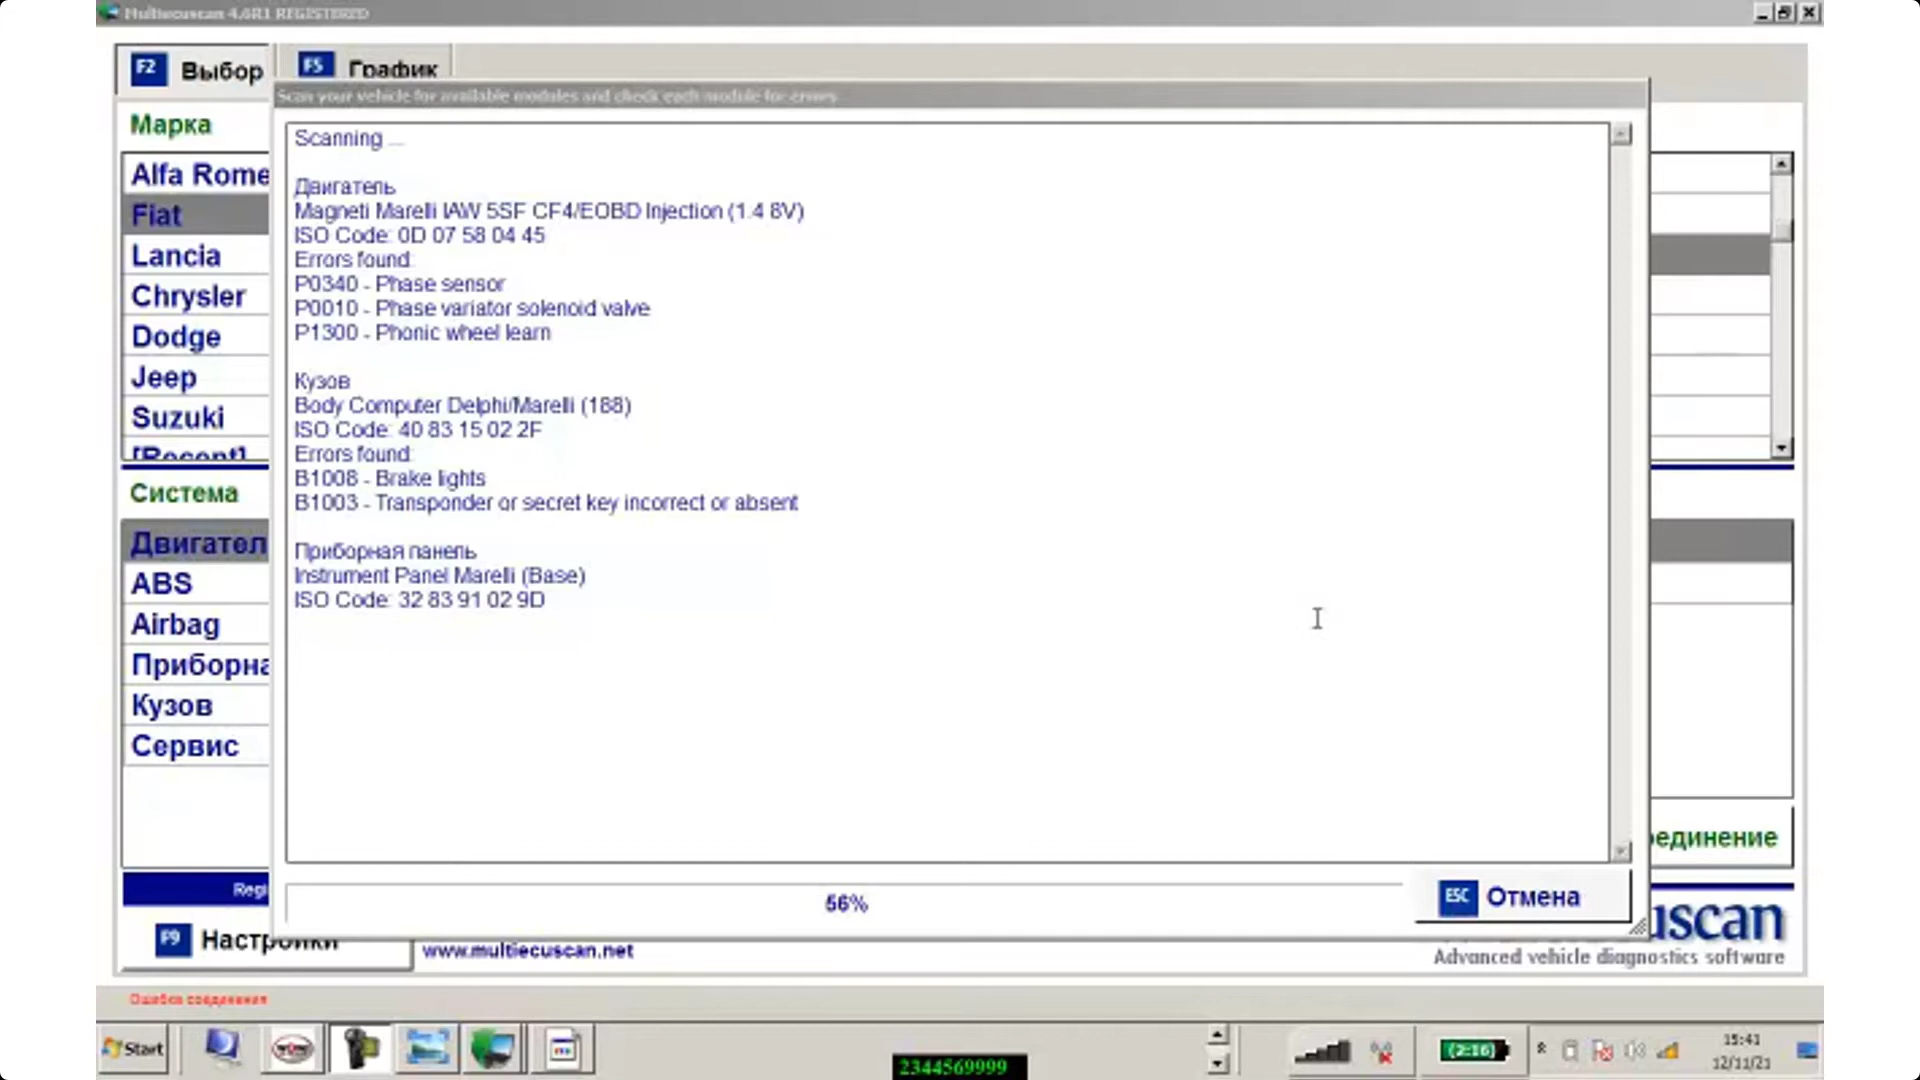 Multiecuscan 4.6R1 REGISTERED
F2 Выбор
F5 График
Scan your vehicle for available modules and check each module for errors
Марка
Alfa Rome
Fiat
Lancia
Chrysler
Dodge
Jeep
Suzuki
[Recent]
Система
Двигател
ABS
Airbag
Приборна
Кузов
Сервис
Scanning ...
Двигатель
Magneti Marelli IAW 5SF CF4/EOBD Injection (1.4 8V)
ISO Code: 0D 07 58 04 45
Errors found:
P0340 - Phase sensor
P0010 - Phase variator solenoid valve
P1300 - Phonic wheel learn
Кузов
Body Computer Delphi/Marelli (188)
ISO Code: 40 83 15 02 2F
Errors found:
B1008 - Brake lights
B1003 - Transponder or secret key incorrect or absent
Приборная панель
Instrument Panel Marelli (Base)
ISO Code: 32 83 91 02 9D
56%
ESC Отмена
единение
Regi
F9 Настройки
www.multiecuscan.net
uscan
Advanced vehicle diagnostics software
Ошибка соединения
Start
2344569999
(2:16)
15:41
12/11/21